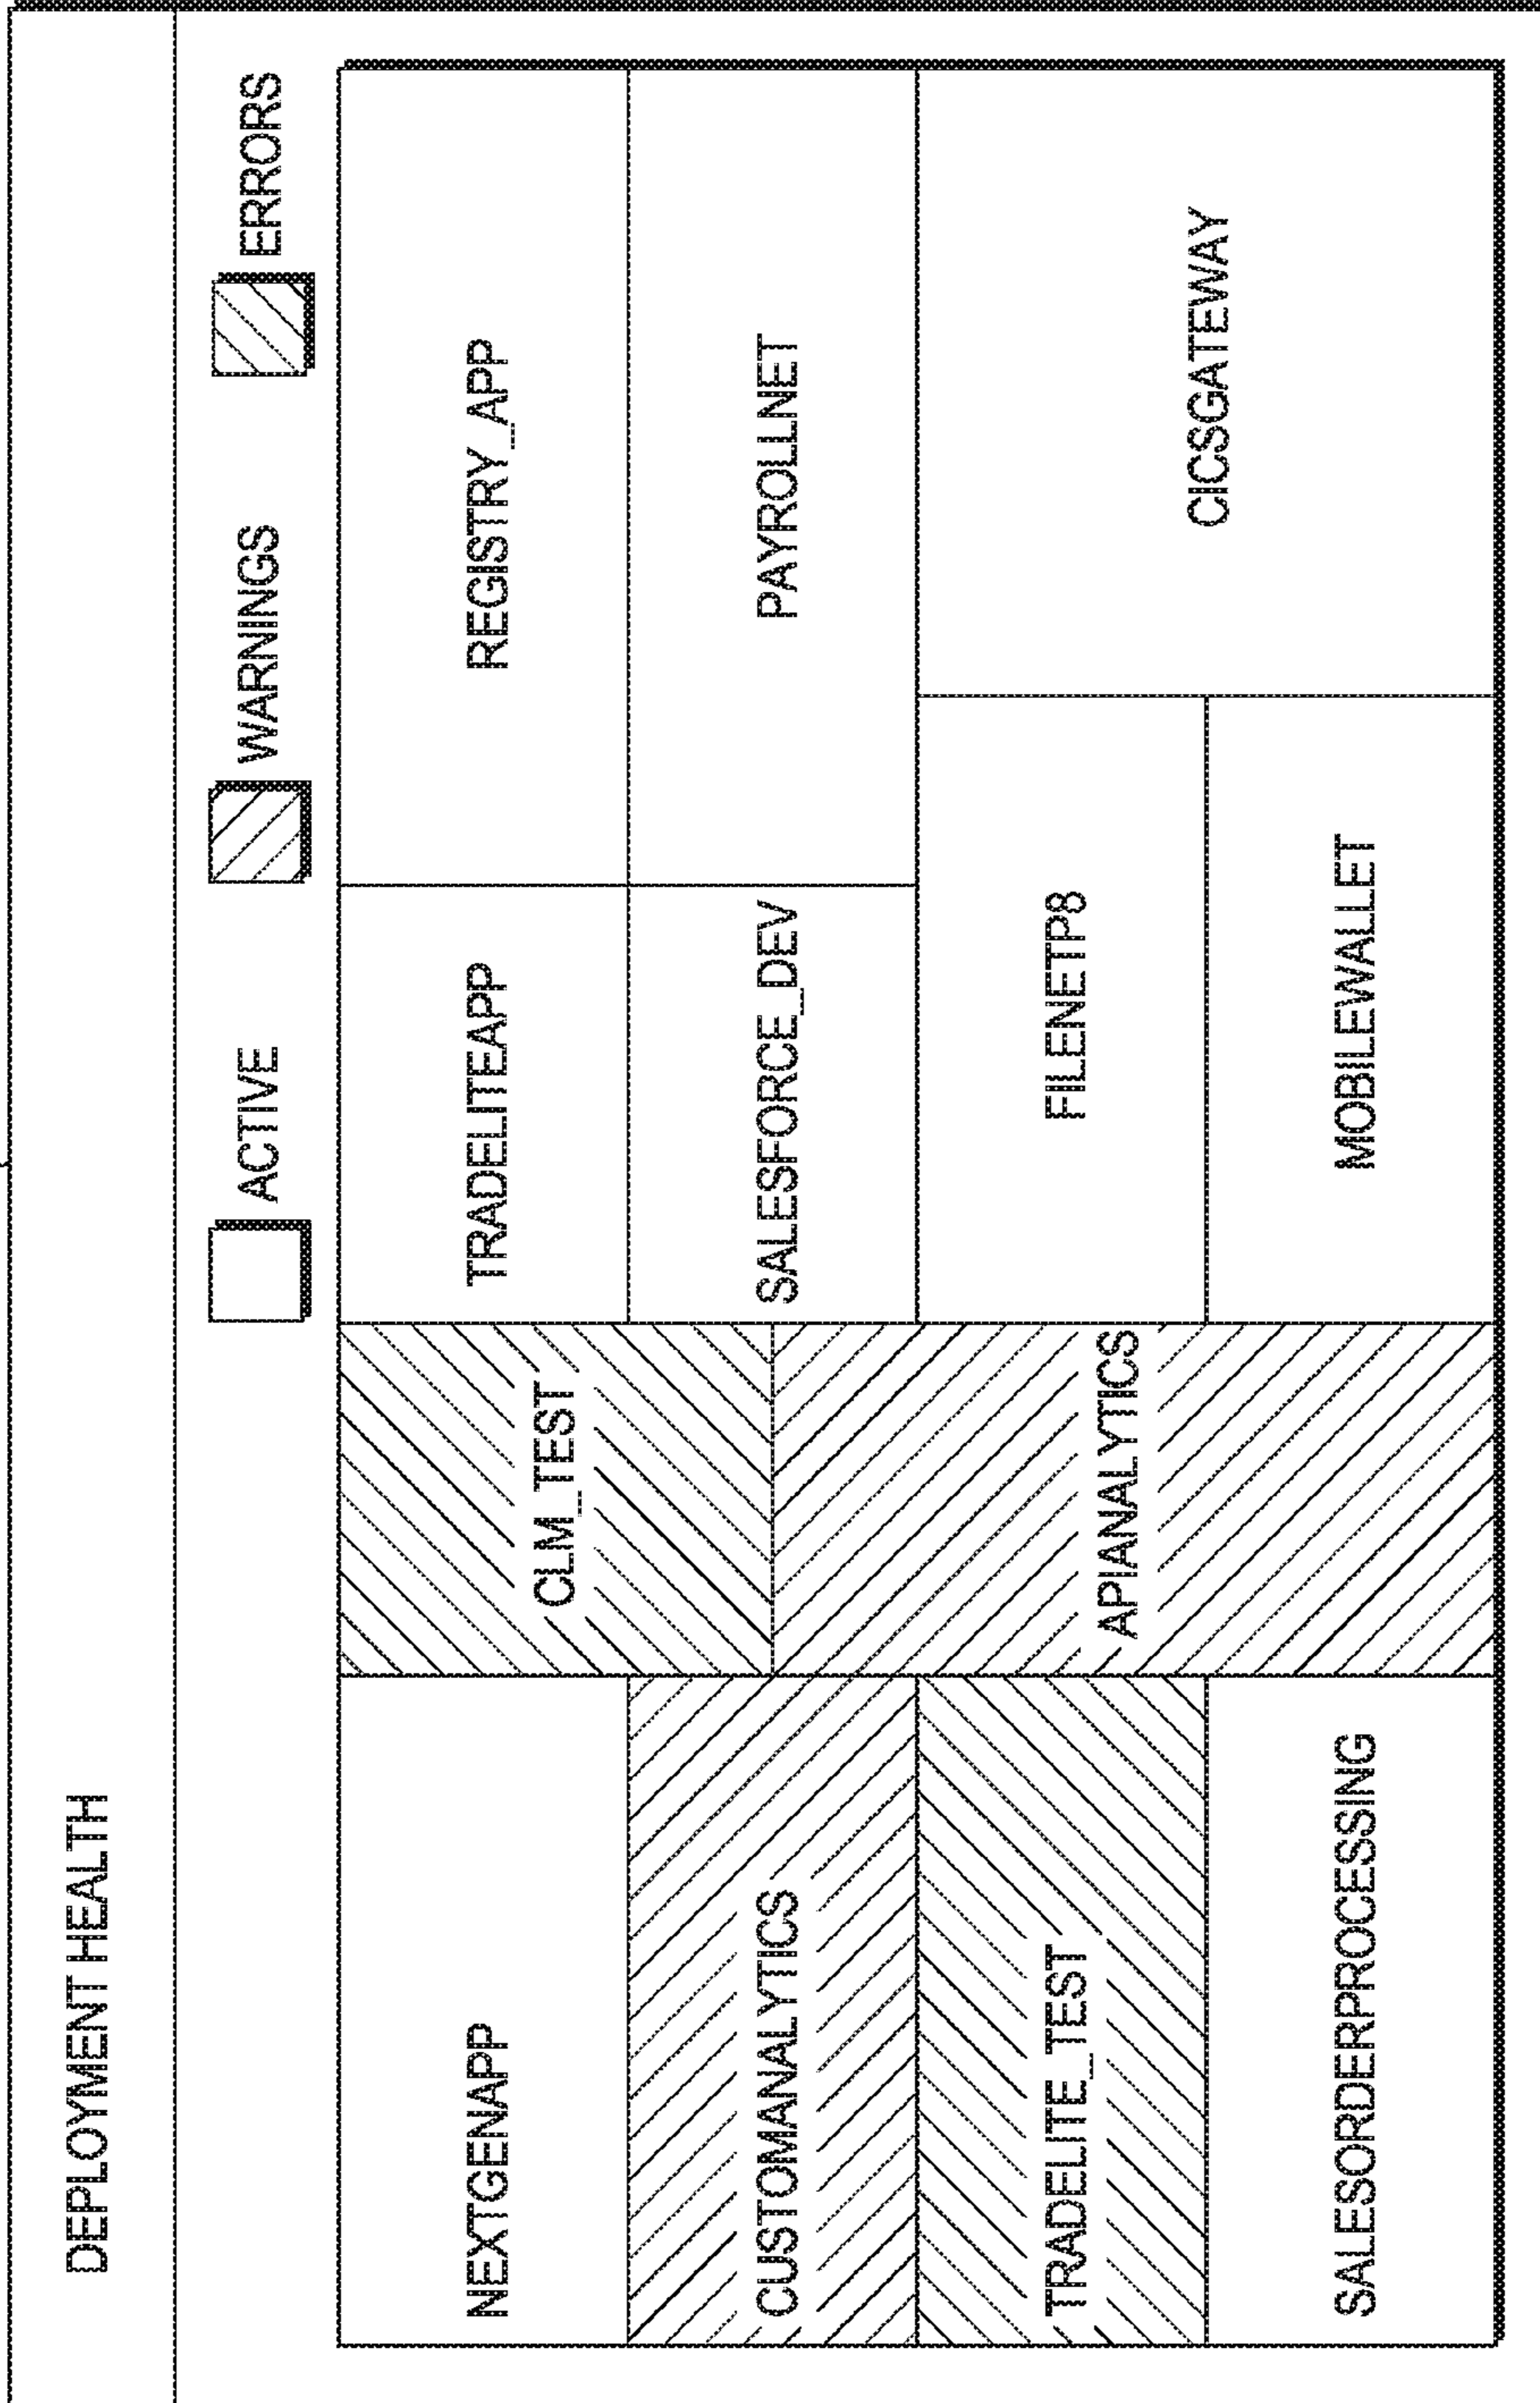 DEPLOYMENT HEALTH
ACTIVE
WARNINGS
ERRORS
NEXTGENAPP
CLM_TEST
TRADELITEAPP
REGISTRY_APP
CUSTOMANALYTICS
SALESFORCE_DEV
PAYROLLNET
TRADELITE_TEST
APIANALYTICS
FILENETP8
CICSGATEWAY
SALESORDERPROCESSING
MOBILEWALLET